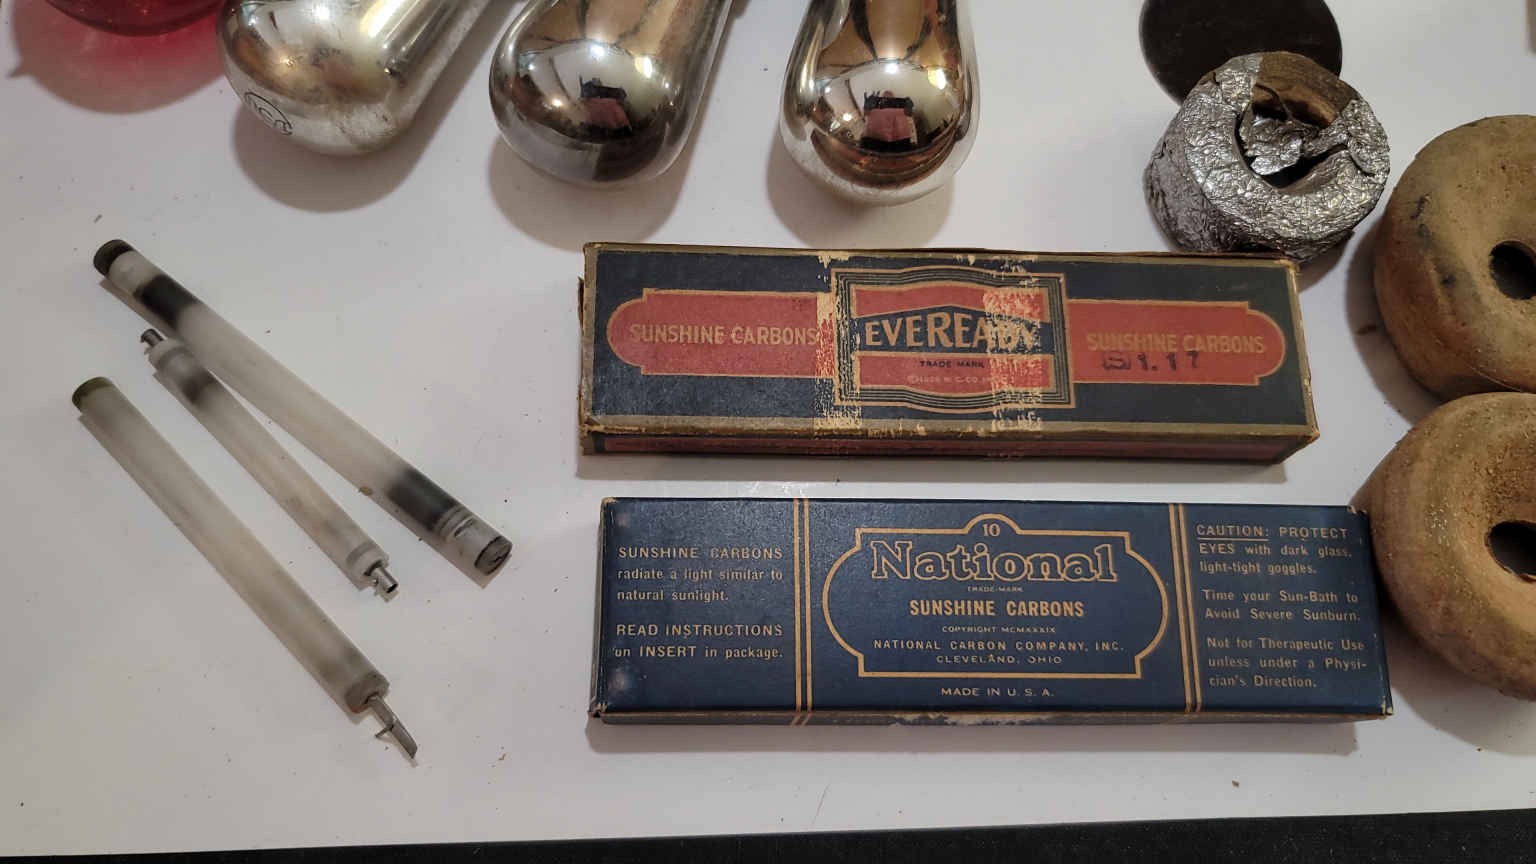 SUNSHINE CARBONS
EVEREADY
TRADE MARK
SUNSHINE CARBONS
1.17
SUNSHINE CARBONS
radiate a light similar to
natural sunlight.
READ INSTRUCTIONS
on INSERT in package.
10
National
TRADE-MARK
SUNSHINE CARBONS
COPYRIGHT MCMXXXIX
NATIONAL CARBON COMPANY, INC.
CLEVELAND, OHIO
MADE IN U. S. A.
CAUTION: PROTECT
EYES with dark glass,
light-tight goggles.
Time your Sun-Bath to
Avoid Severe Sunburn.
Not for Therapeutic Use
unless under a Physi-
cian's Direction.